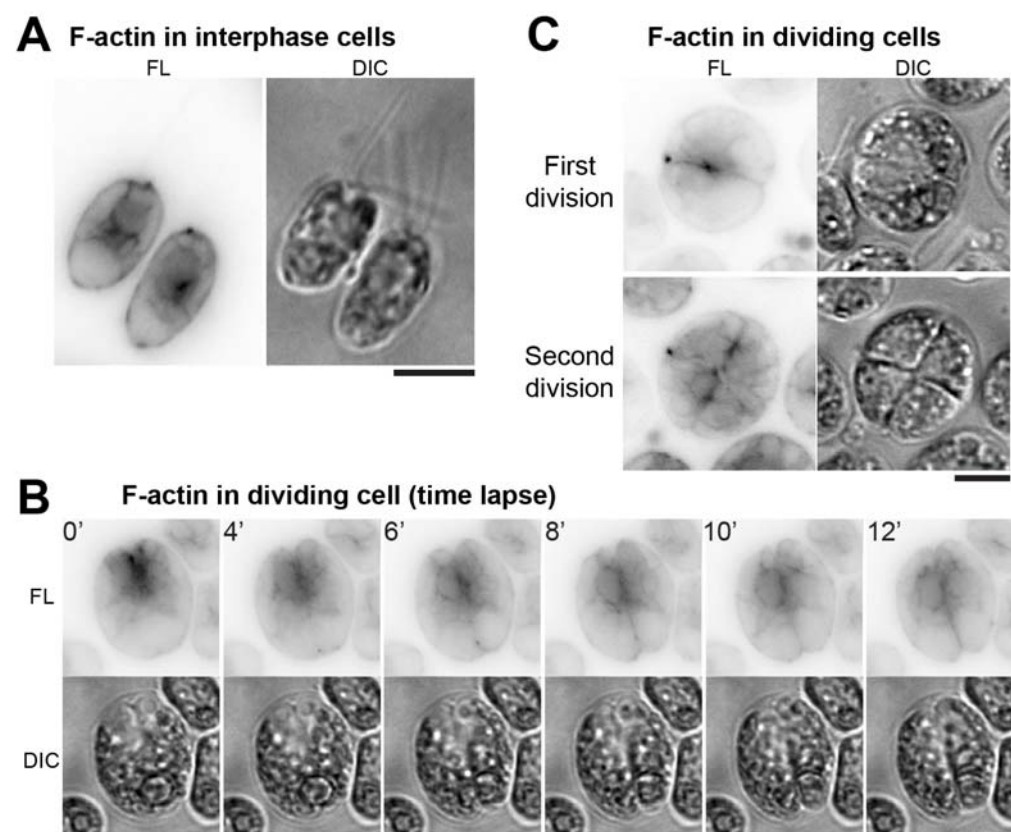 A F-actin in interphase cells
FL DIC
C F-actin in dividing cells
FL DIC
First
division
Second
division
B F-actin in dividing cell (time lapse)
0’ 4’ 6’ 8’ 10’ 12’
FL
DIC